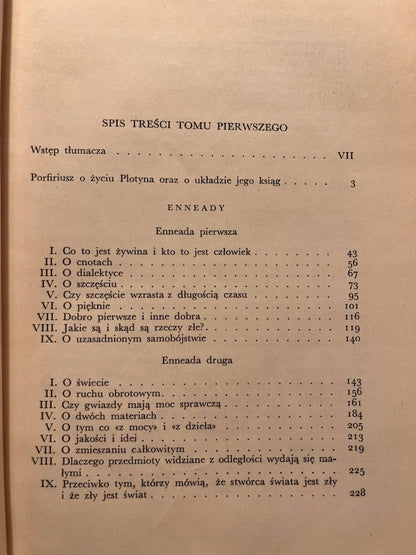 SPIS TREŚCI TOMU PIERWSZEGO
Wstęp tłumacza . . . . . . . . . . . . . . . . . . . . VII
Porfiriusz o życiu Plotyna oraz o układzie jego ksiąg . . . . . 3
ENNEADY
Enneada pierwsza
I. Co to jest żywina i kto to jest człowiek . . . . . . . . 43
II. O cnotach . . . . . . . . . . . . . . . . . . . . 56
III. O dialektyce . . . . . . . . . . . . . . . . . . . 67
IV. O szczęściu . . . . . . . . . . . . . . . . . . . 73
V. Czy szczęście wzrasta z długością czasu . . . . . . . . 95
VI. O pięknie . . . . . . . . . . . . . . . . . . . . 101
VII. Dobro pierwsze i inne dobra . . . . . . . . . . . . 116
VIII. Jakie są i skąd są rzeczy złe? . . . . . . . . . . . . 119
IX. O uzasadnionym samobójstwie . . . . . . . . . . . 140
Enneada druga
I. O świecie . . . . . . . . . . . . . . . . . . . . 143
II. O ruchu obrotowym . . . . . . . . . . . . . . . . 156
III. Czy gwiazdy mają moc sprawczą . . . . . . . . . . 161
IV. O dwóch materiach . . . . . . . . . . . . . . . . 184
V. O tym co «z mocy» i «z dzieła» . . . . . . . . . . . 205
VI. O jakości i idei . . . . . . . . . . . . . . . . . . 213
VII. O zmieszaniu całkowitym . . . . . . . . . . . . . 219
VIII. Dlaczego przedmioty widziane z odległości wydają się ma-
łymi . . . . . . . . . . . . . . . . . . . . . . 225
IX. Przeciwko tym, którzy mówią, że stwórca świata jest zły
i że zły jest świat . . . . . . . . . . . . . . . . . 228